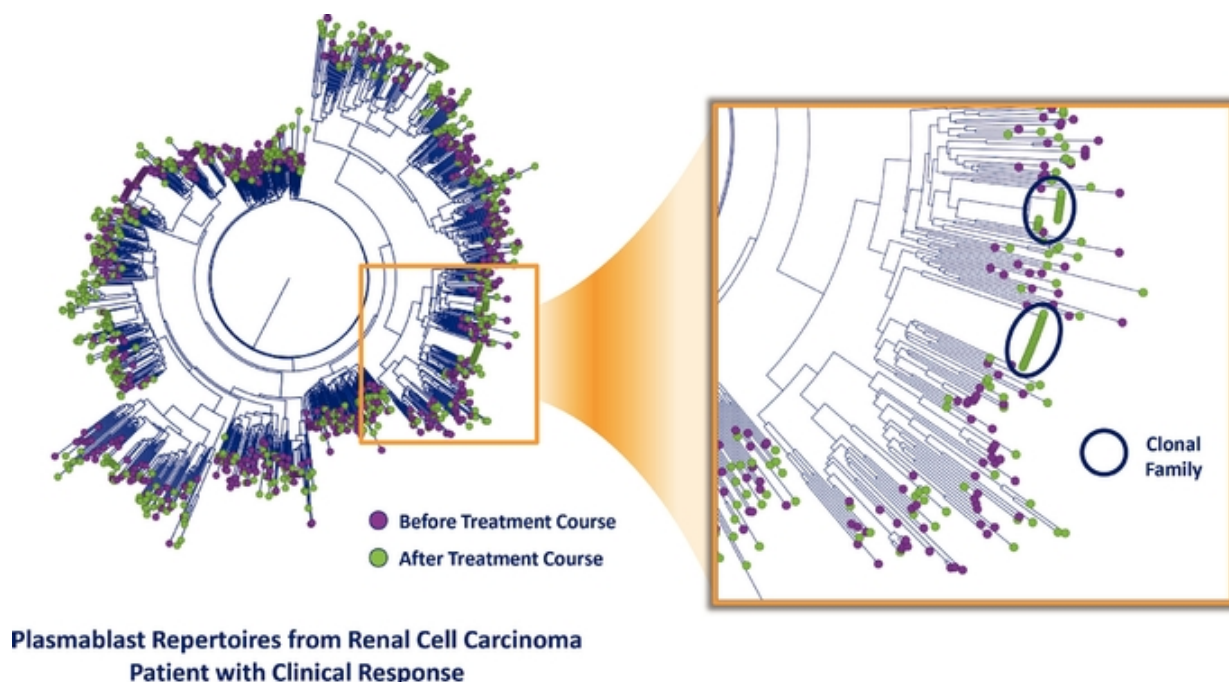 Before Treatment Course
After Treatment Course
Clonal
Family
Plasmablast Repertoires from Renal Cell Carcinoma
Patient with Clinical Response